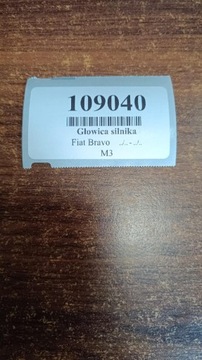 109040
Głowica silnika
Fiat Bravo ../.. - ../..
M3